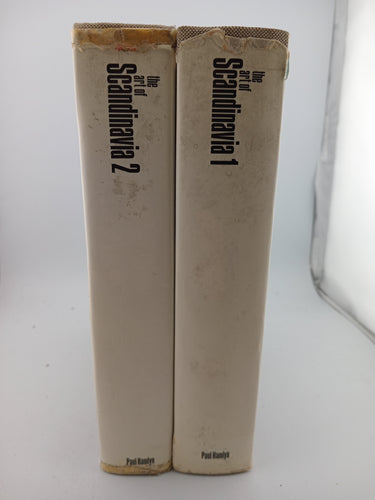 the
art of
Scandinavia 2
Paul Hamlyn
the
art of
Scandinavia 1
Paul Hamlyn